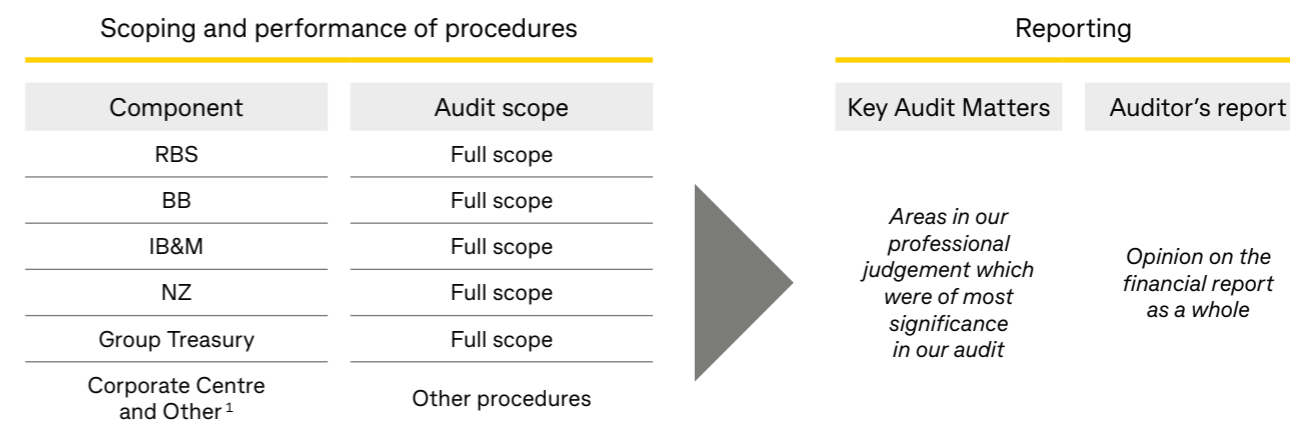 Scoping and performance of procedures
Reporting
Component
Audit scope
Key Audit Matters
Auditor’s report
RBS
Full scope
BB
Full scope
IB&M
Full scope
NZ
Full scope
Group Treasury
Full scope
Corporate Centre
and Other ¹
Other procedures
Areas in our
professional
judgement which
were of most
significance
in our audit
Opinion on the
financial report
as a whole